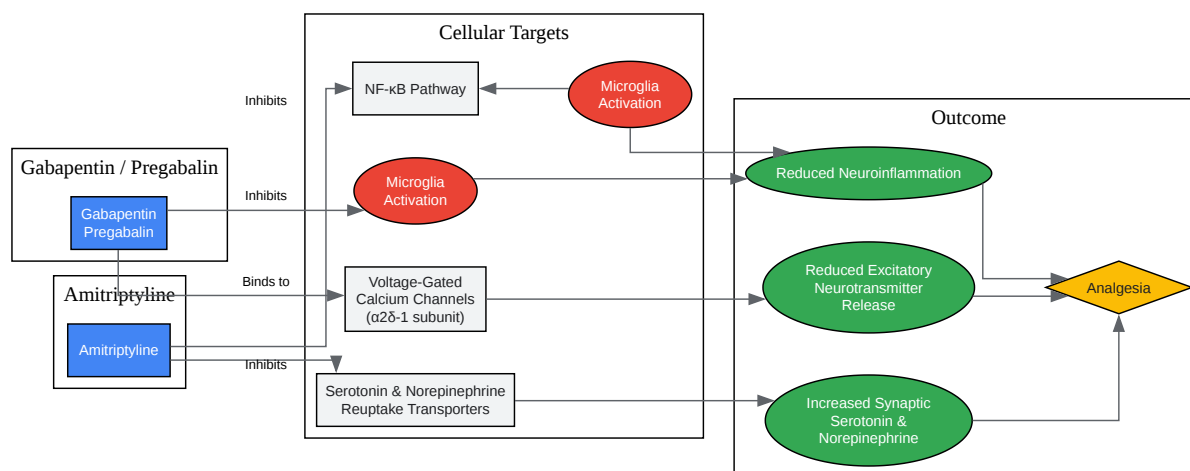 Cellular Targets
NF-κB Pathway
Microglia
Activation
Inhibits
Outcome
Gabapentin / Pregabalin
Gabapentin
Pregabalin
Inhibits
Microglia
Activation
Reduced Neuroinflammation
Amitriptyline
Amitriptyline
Binds to
Voltage-Gated
Calcium Channels
(α2δ-1 subunit)
Reduced Excitatory
Neurotransmitter
Release
Analgesia
Inhibits
Serotonin & Norepinephrine
Reuptake Transporters
Increased Synaptic
Serotonin &
Norepinephrine